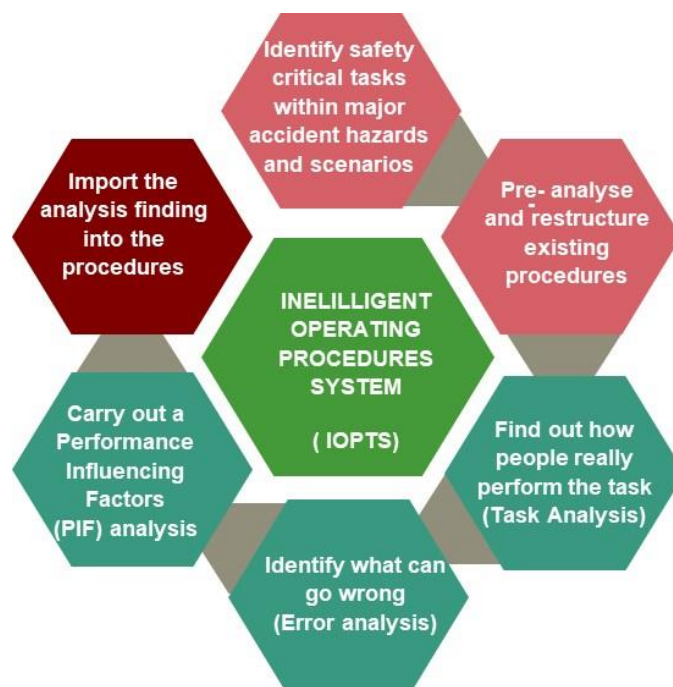 Identify safety
critical tasks
within major
accident hazards
and scenarios
Pre- analyse
and restructure
existing
procedures
Find out how
people really
perform the task
(Task Analysis)
Identify what can
go wrong
(Error analysis)
Carry out a
Performance
Influencing
Factors
(PIF) analysis
Import the
analysis finding
into the
procedures
INELILLIGENT
OPERATING
PROCEDURES
SYSTEM
( IOPTS)